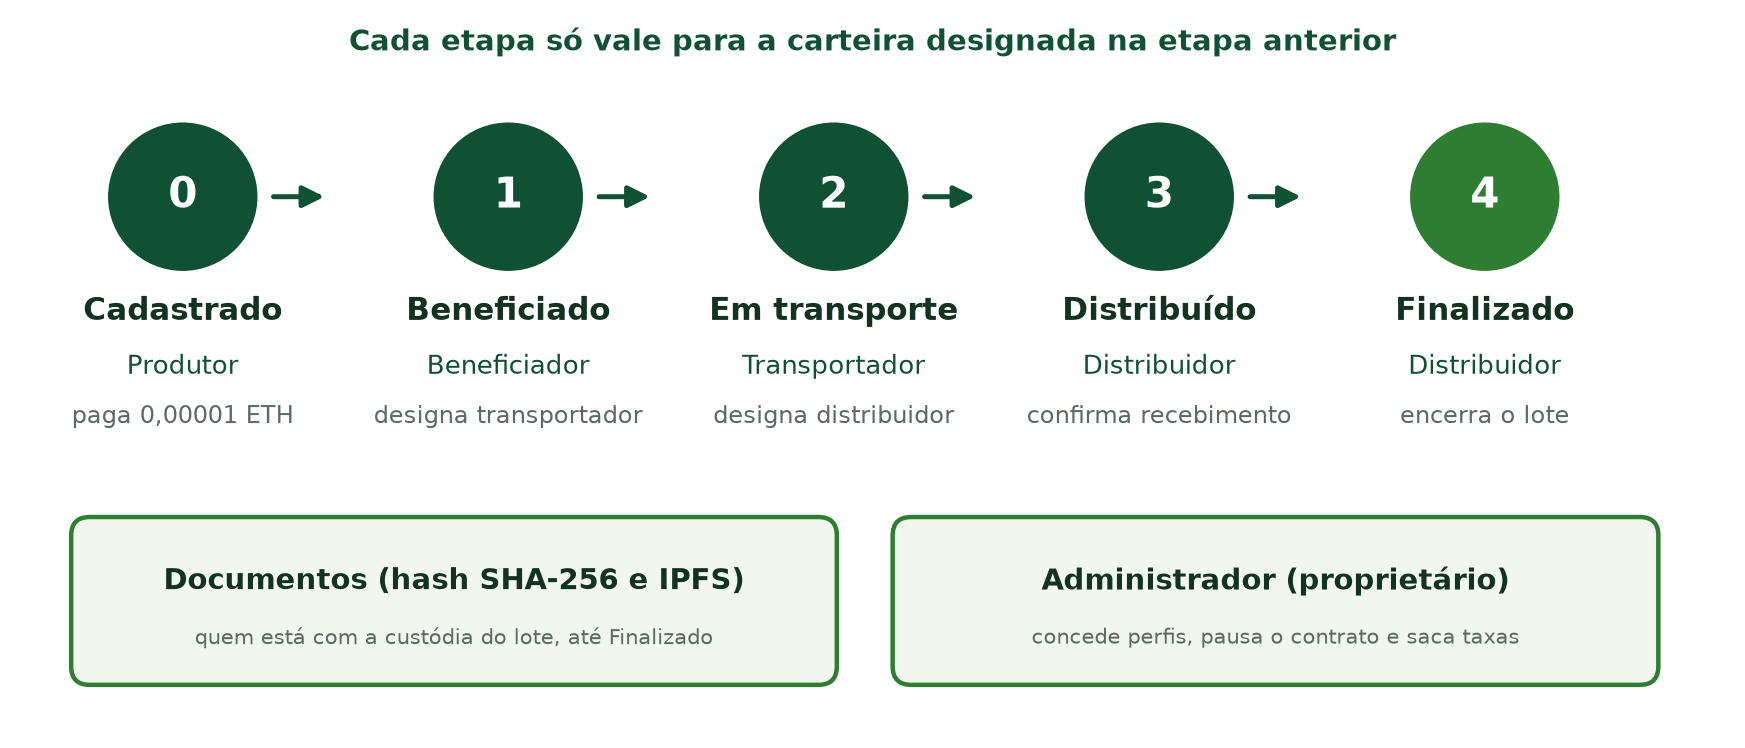 Cada etapa só vale para a carteira designada na etapa anterior
0
1
2
3
4
Cadastrado
Beneficiado
Em transporte
Distribuído
Finalizado
Produtor
Beneficiador
Transportador
Distribuidor
Distribuidor
paga 0,00001 ETH
designa transportador
designa distribuidor
confirma recebimento
encerra o lote
Documentos (hash SHA-256 e IPFS)
quem está com a custódia do lote, até Finalizado
Administrador (proprietário)
concede perfis, pausa o contrato e saca taxas